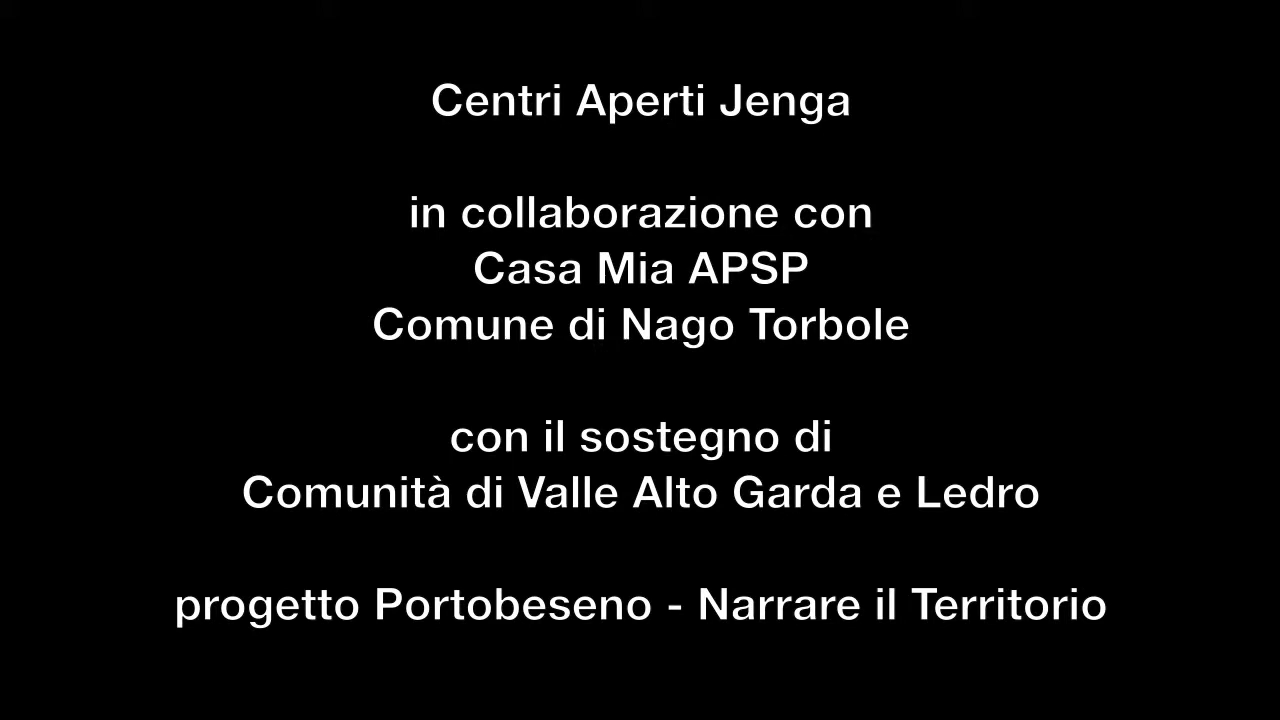 Centri Aperti Jenga
in collaborazione con
Casa Mia APSP
Comune di Nago Torbole
con il sostegno di
Comunità di Valle Alto Garda e Ledro
progetto Portobeseno - Narrare il Territorio